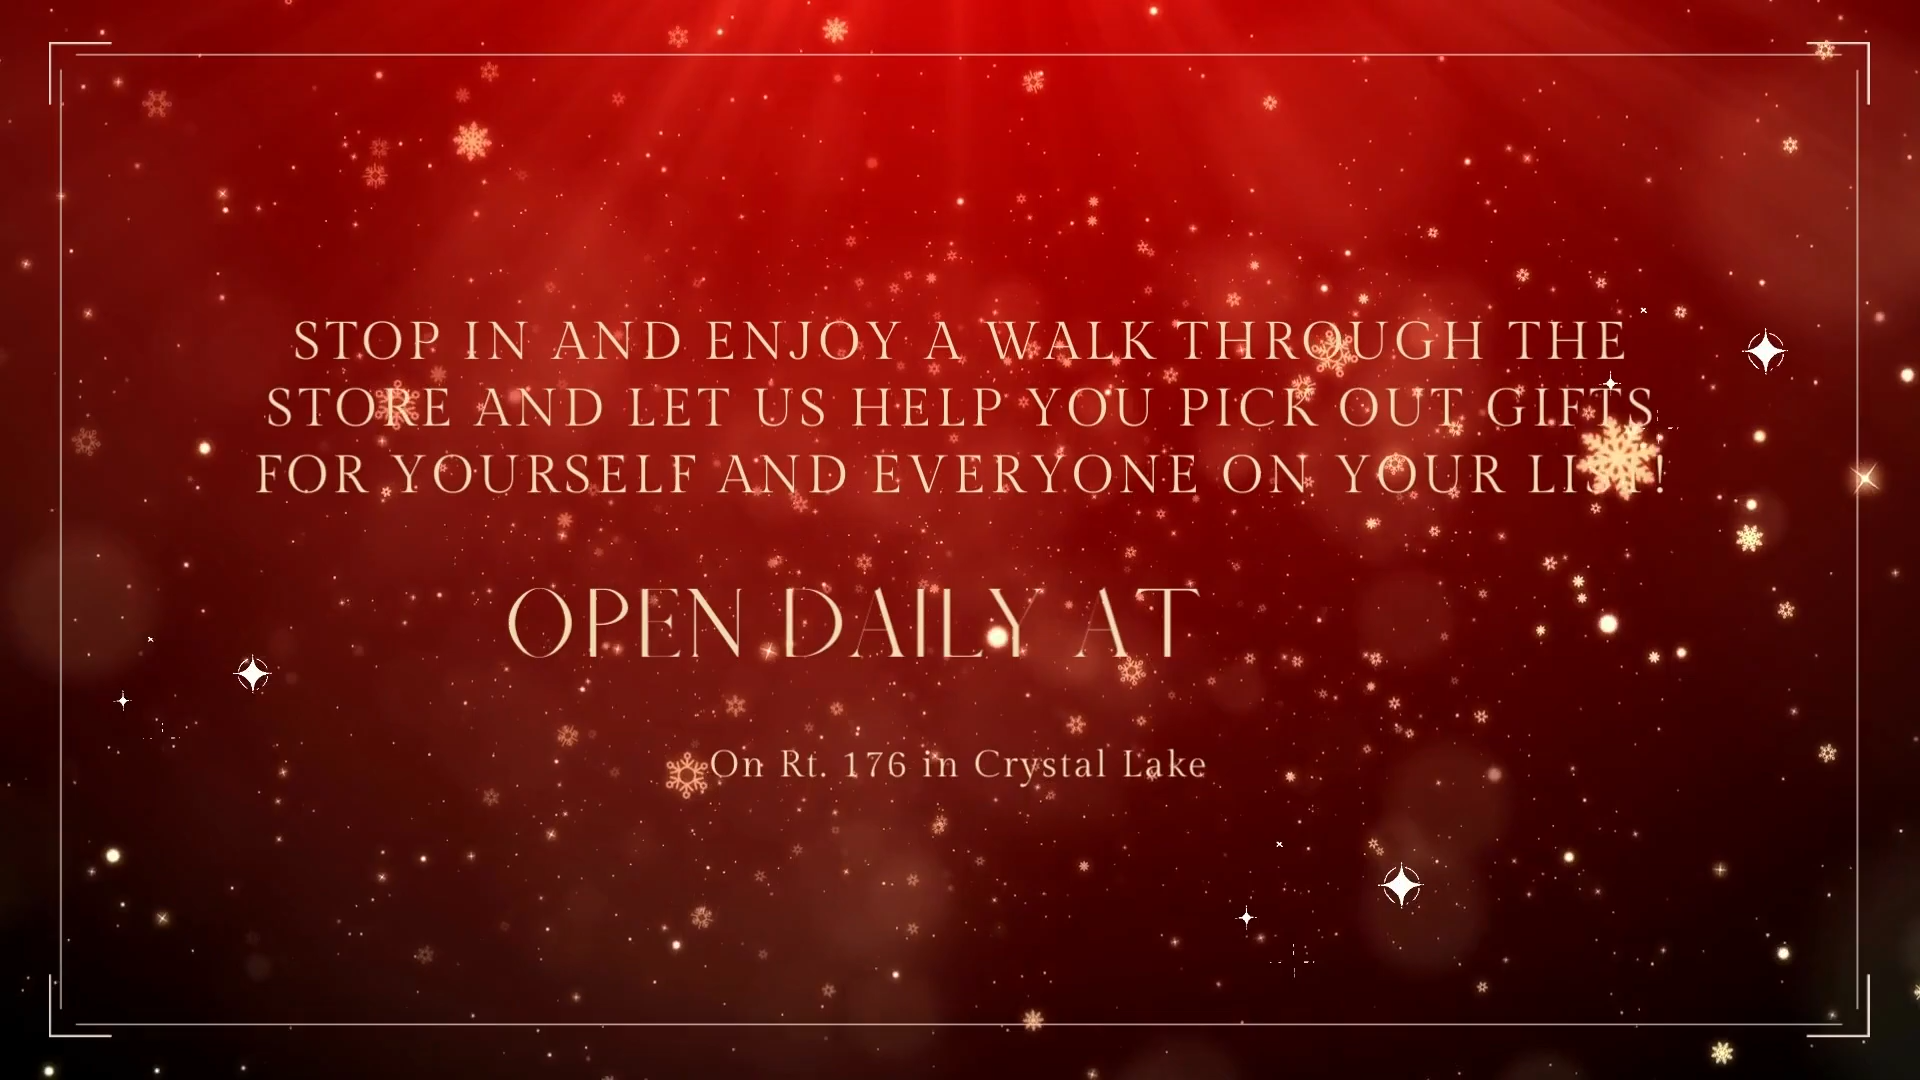 STOP IN AND ENJOY A WALK THROUGH THE
STORE AND LET US HELP YOU PICK OUT GIFTS
FOR YOURSELF AND EVERYONE ON YOUR LIST!
OPEN DAILY AT
On Rt. 176 in Crystal Lake